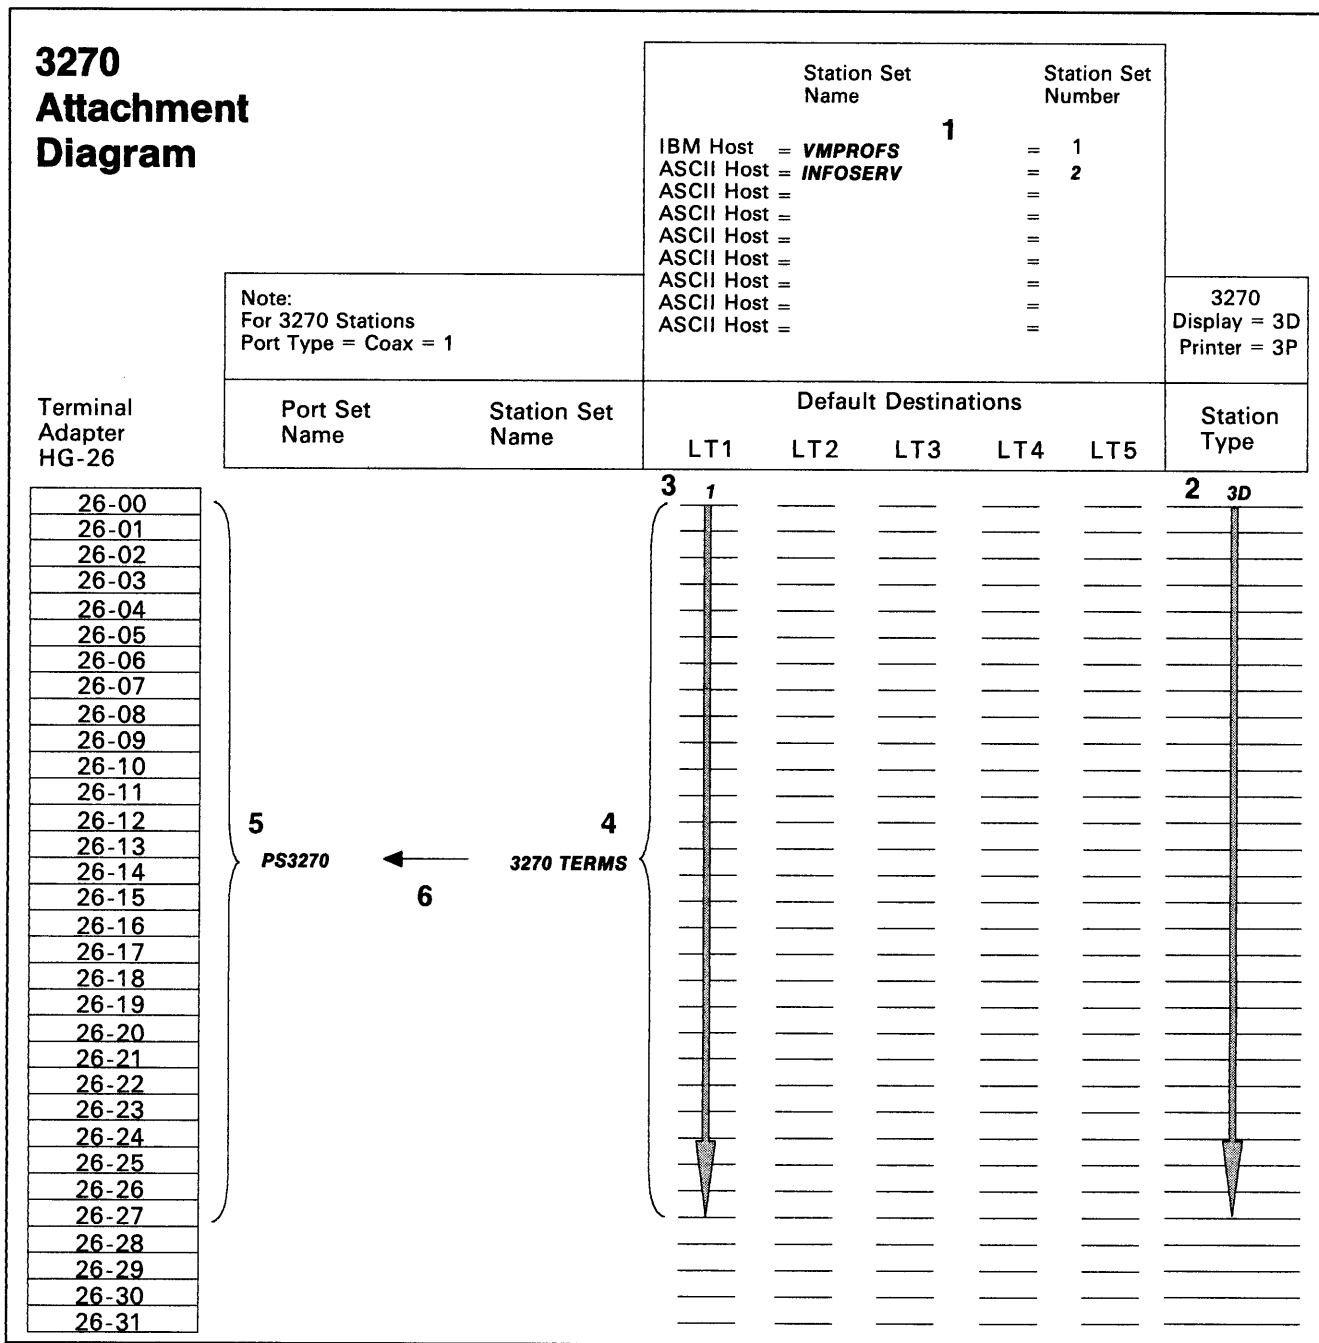 3270
Attachment
Diagram
Station Set Name
Station Set Number
1
IBM Host = VMPROFS = 1
ASCII Host = INFOSERV = 2
ASCII Host = =
ASCII Host = =
ASCII Host = =
ASCII Host = =
ASCII Host = =
ASCII Host = =
ASCII Host = =
Note:
For 3270 Stations
Port Type = Coax = 1
3270
Display = 3D
Printer = 3P
Terminal
Adapter
HG-26
Port Set
Name
Station Set
Name
Default Destinations
LT1 LT2 LT3 LT4 LT5
Station
Type
3 1
2 3D
26-00
26-01
26-02
26-03
26-04
26-05
26-06
26-07
26-08
26-09
26-10
26-11
26-12
26-13
26-14
26-15
26-16
26-17
26-18
26-19
26-20
26-21
26-22
26-23
26-24
26-25
26-26
26-27
26-28
26-29
26-30
26-31
5
PS3270
6
4
3270 TERMS